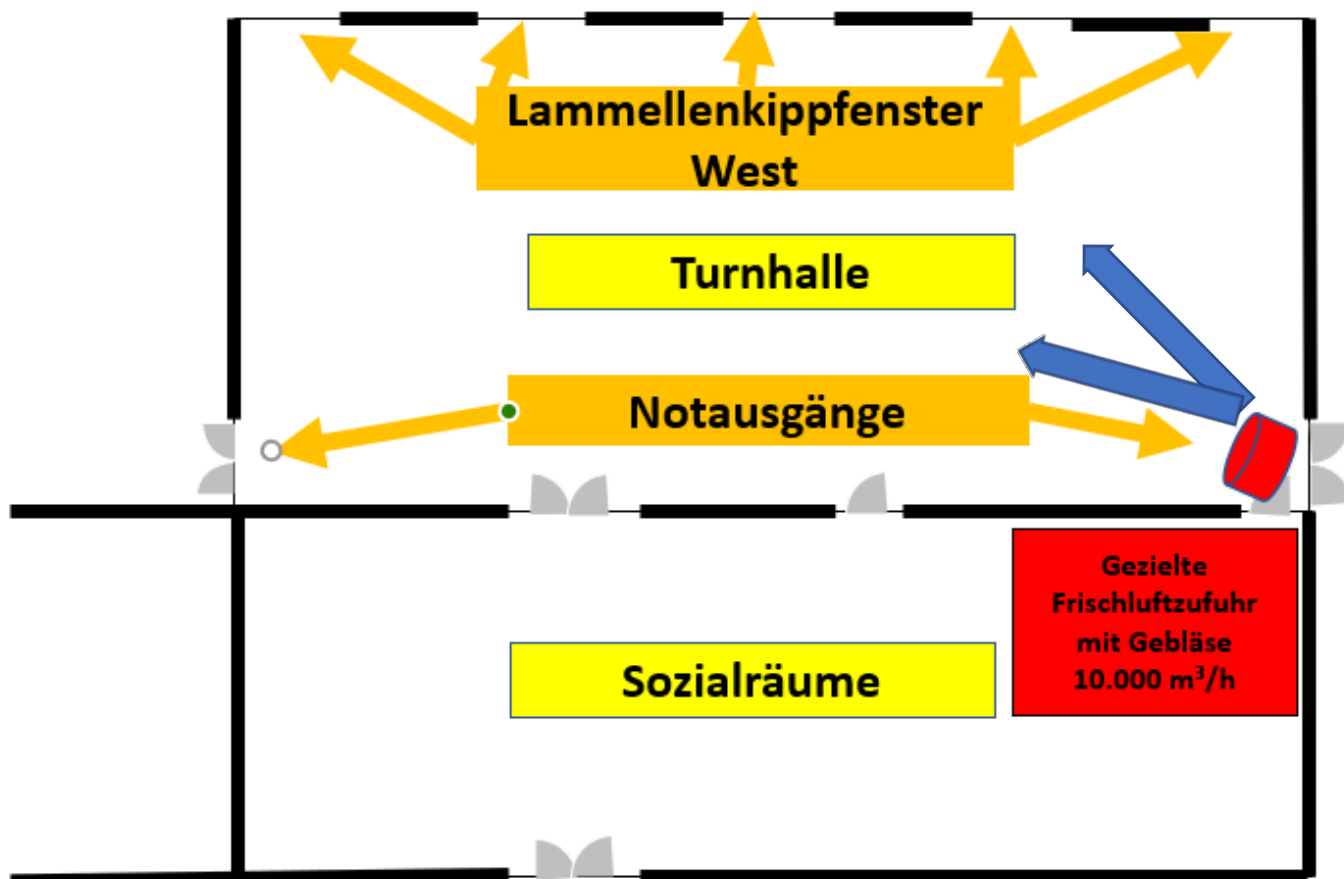 Lammellenkippfenster
West
Turnhalle
Notausgänge
Gezielte
Frischluftzufuhr
mit Gebläse
10.000 m³/h
Sozialräume